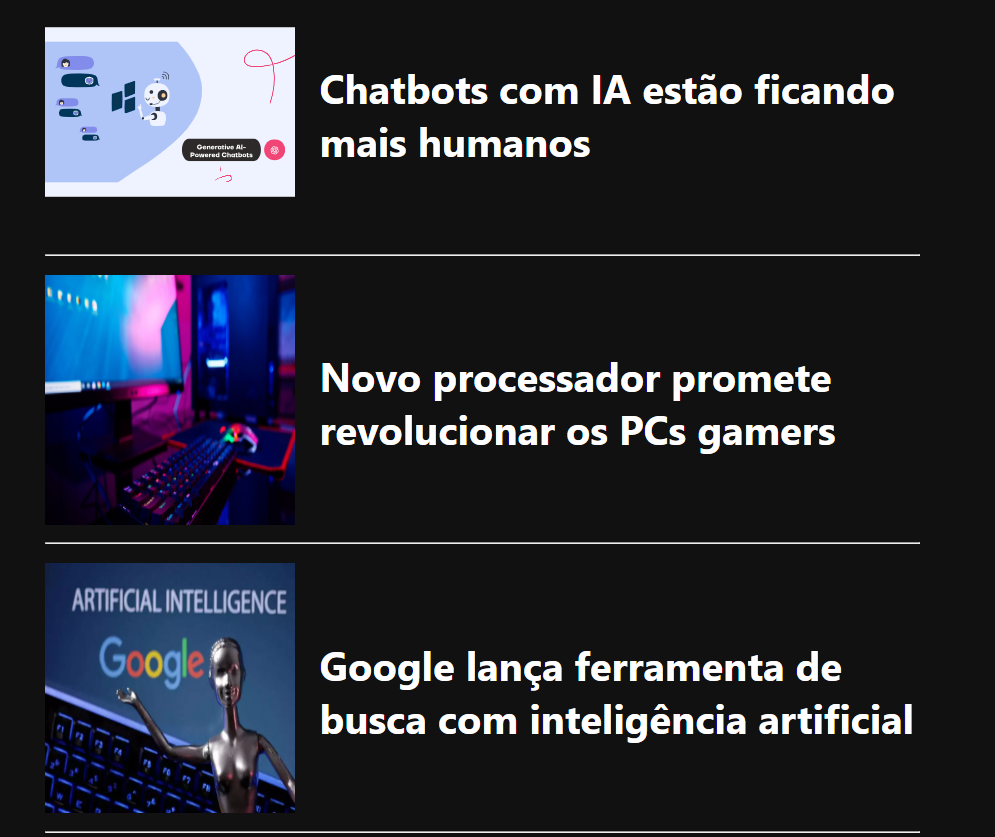 Generative AI-
Powered Chatbots
Chatbots com IA estão ficando
mais humanos
Novo processador promete
revolucionar os PCs gamers
ARTIFICIAL INTELLIGENCE
Google
Google lança ferramenta de
busca com inteligência artificial